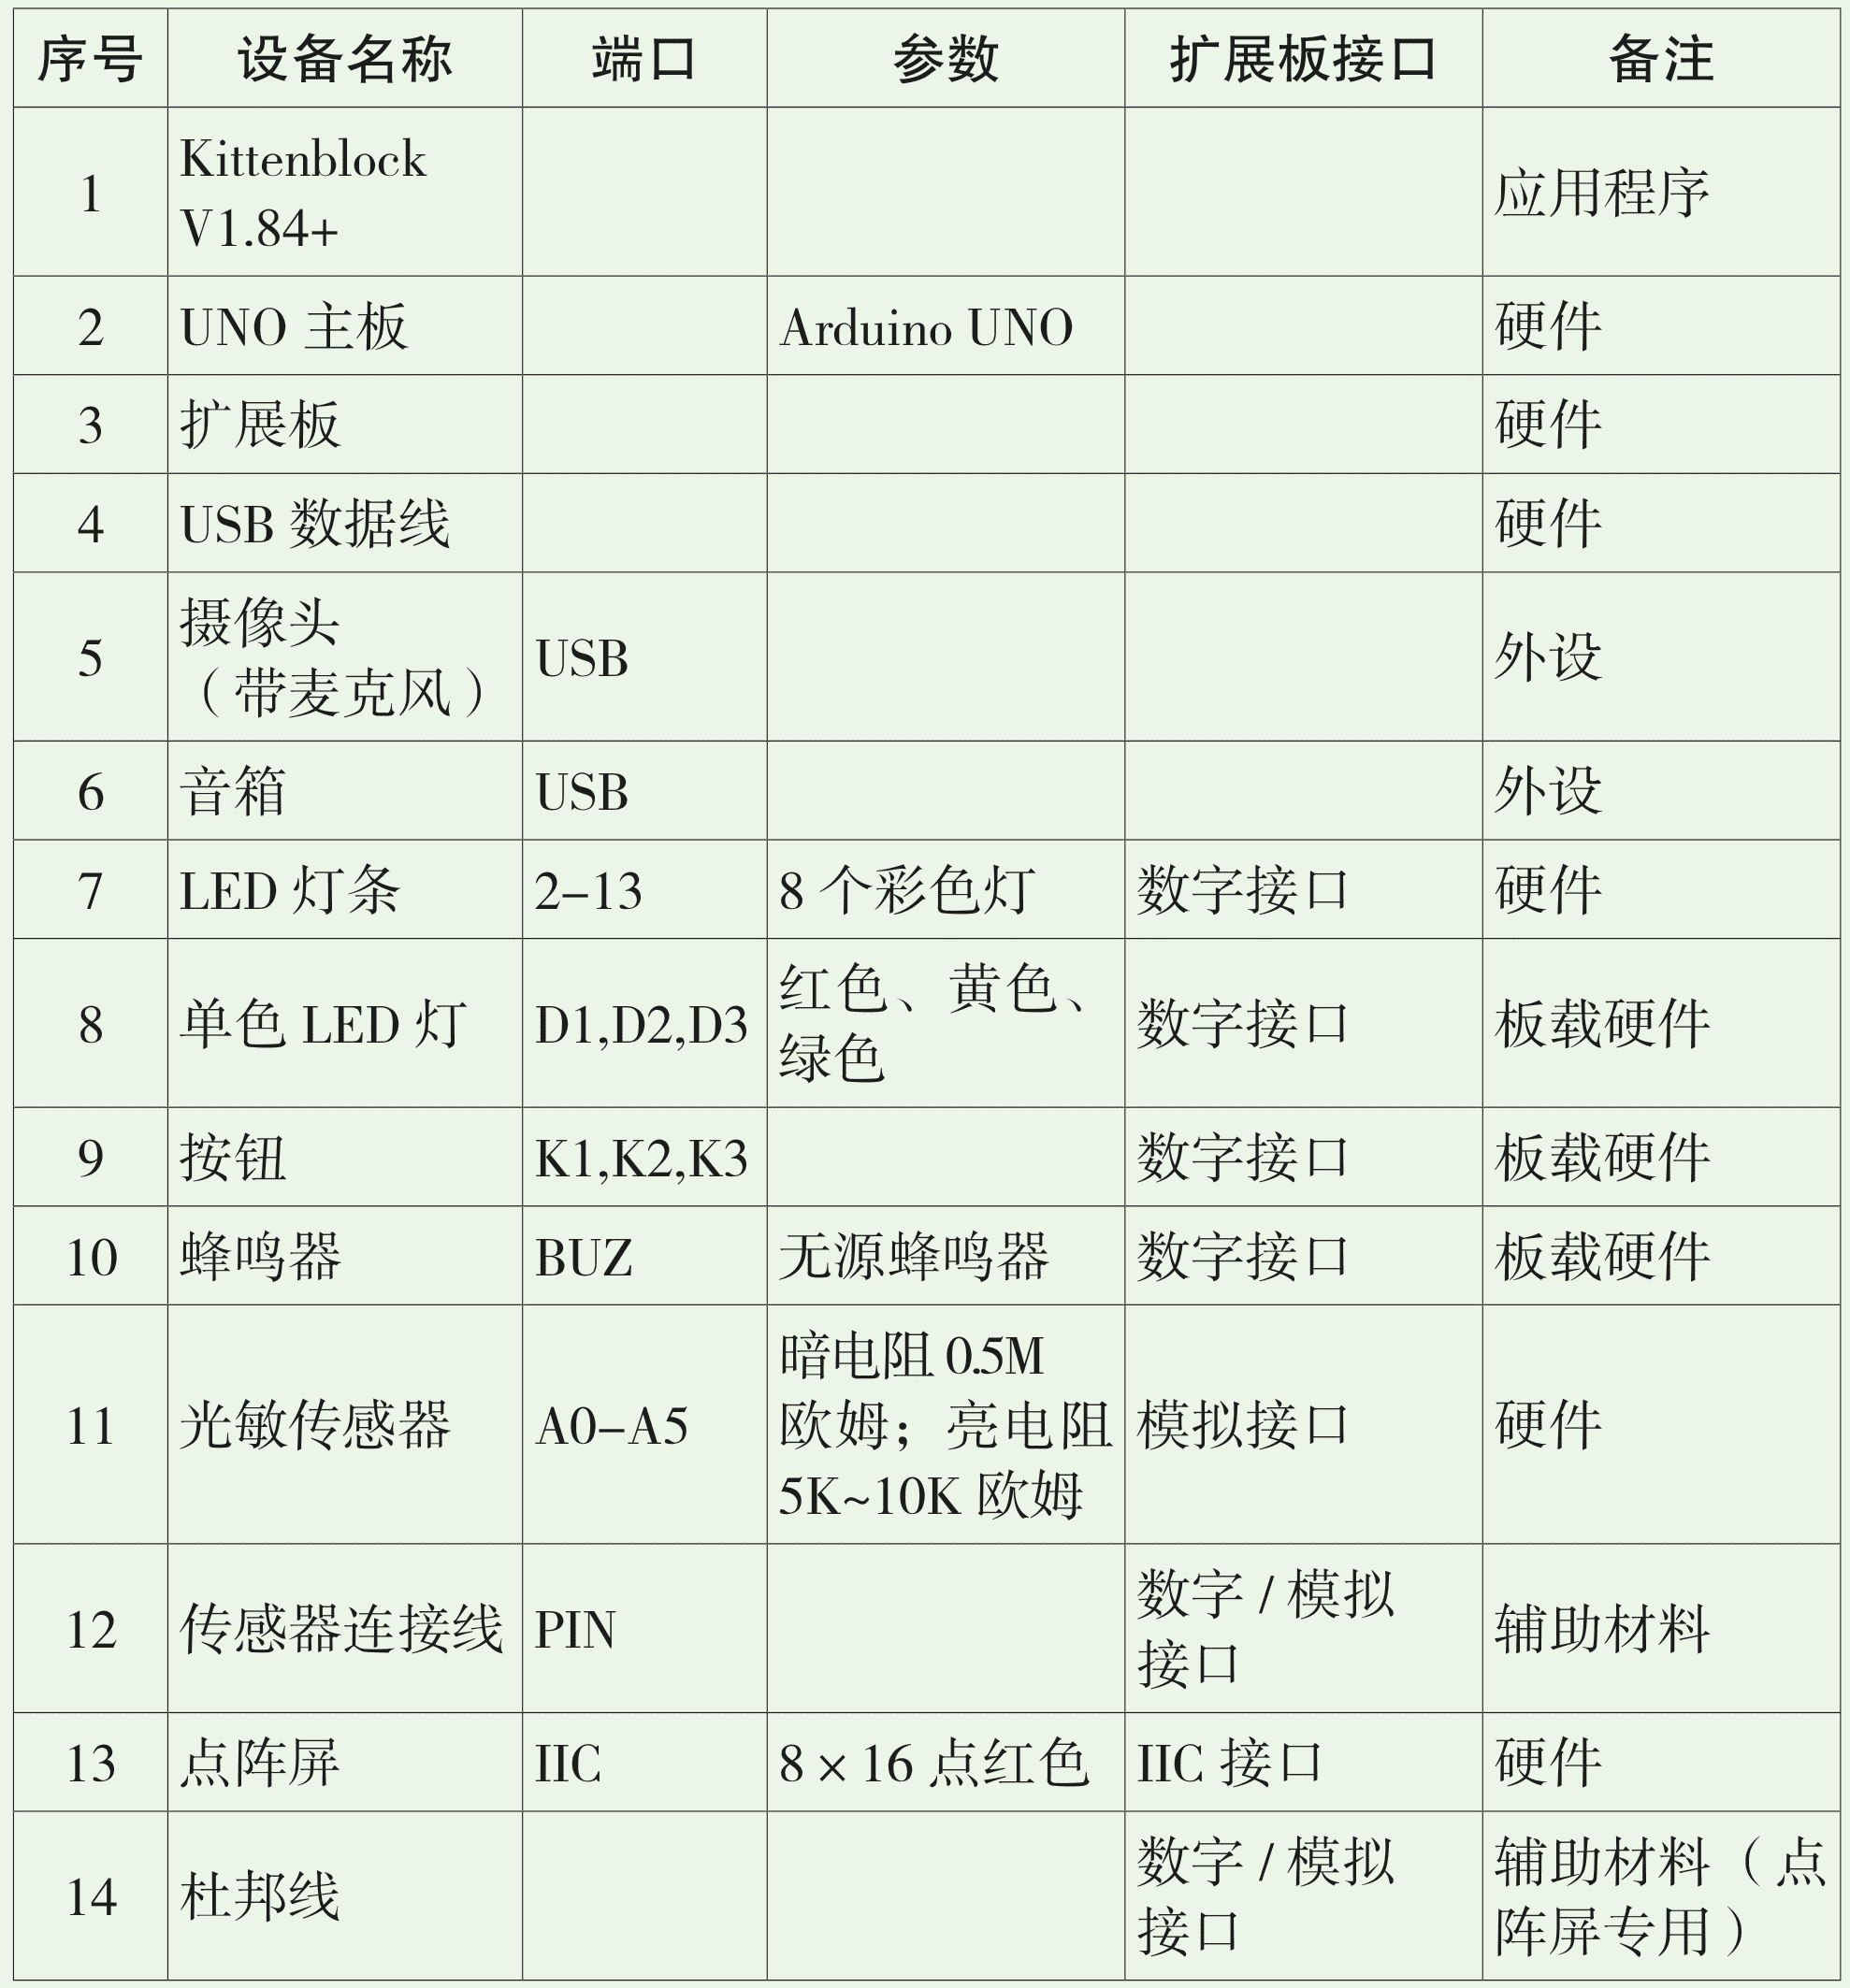 序号 设备名称 端口 参数 扩展板接口 备注
1 Kittenblock
V1.84+ 应用程序
2 UNO 主板 Arduino UNO 硬件
3 扩展板 硬件
4 USB 数据线 硬件
5 摄像头
（带麦克风） USB 外设
6 音箱 USB 外设
7 LED 灯条 2–13 8 个彩色灯 数字接口 硬件
8 单色 LED 灯 D1,D2,D3 红色、黄色、
绿色 数字接口 板载硬件
9 按钮 K1,K2,K3 数字接口 板载硬件
10 蜂鸣器 BUZ 无源蜂鸣器 数字接口 板载硬件
11 光敏传感器 A0–A5 暗电阻 0.5M
欧姆；亮电阻
5K~10K 欧姆 模拟接口 硬件
12 传感器连接线 PIN 数字 / 模拟
接口 辅助材料
13 点阵屏 IIC 8 × 16 点红色 IIC 接口 硬件
14 杜邦线 数字 / 模拟
接口 辅助材料（点
阵屏专用）